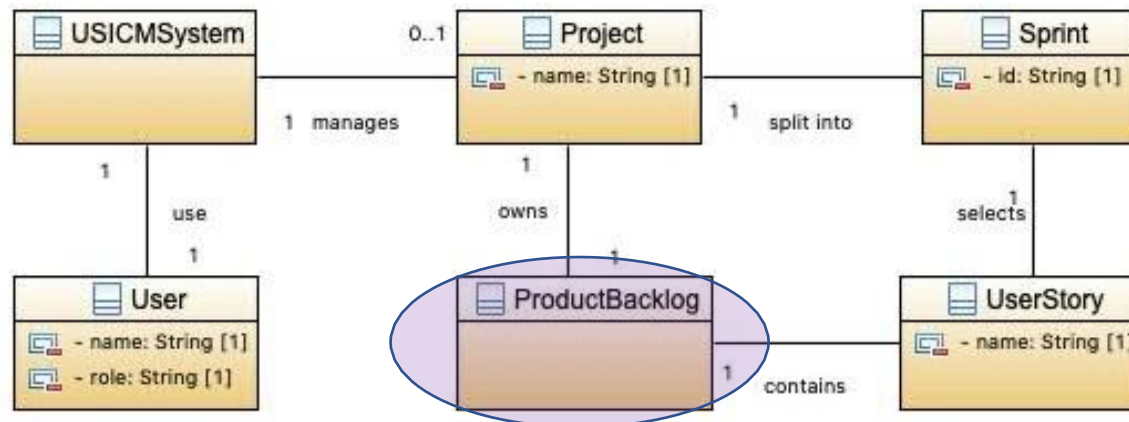 USICMSystem
0..1
Project
- name: String [1]
Sprint
- id: String [1]
1 manages
1
split into
1
use
1
1
owns
1
1
selects
User
- name: String [1]
- role: String [1]
ProductBacklog
1
contains
UserStory
- name: String [1]